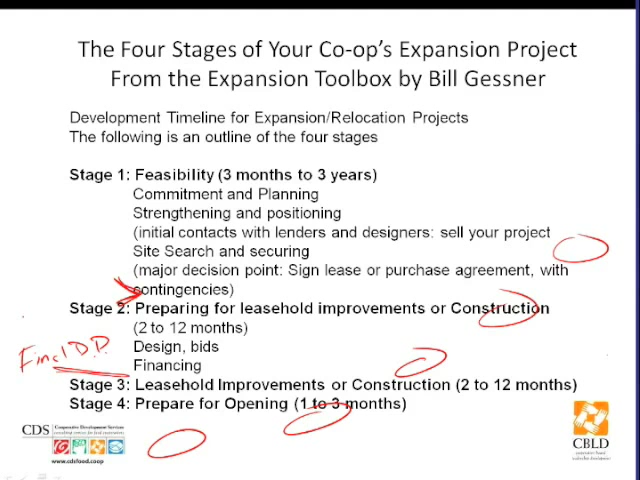 The Four Stages of Your Co-op's Expansion Project
From the Expansion Toolbox by Bill Gessner
Development Timeline for Expansion/Relocation Projects
The following is an outline of the four stages
Stage 1: Feasibility (3 months to 3 years)
Commitment and Planning
Strengthening and positioning
(initial contacts with lenders and designers: sell your project
Site Search and securing
(major decision point: Sign lease or purchase agreement, with
contingencies)
Stage 2: Preparing for leasehold improvements or Construction
(2 to 12 months)
Design, bids
Final D.D.
Financing
Stage 3: Leasehold Improvements or Construction (2 to 12 months)
Stage 4: Prepare for Opening (1 to 3 months)
CDS Cooperative Development Services
www.cdsfood.coop
CBLD